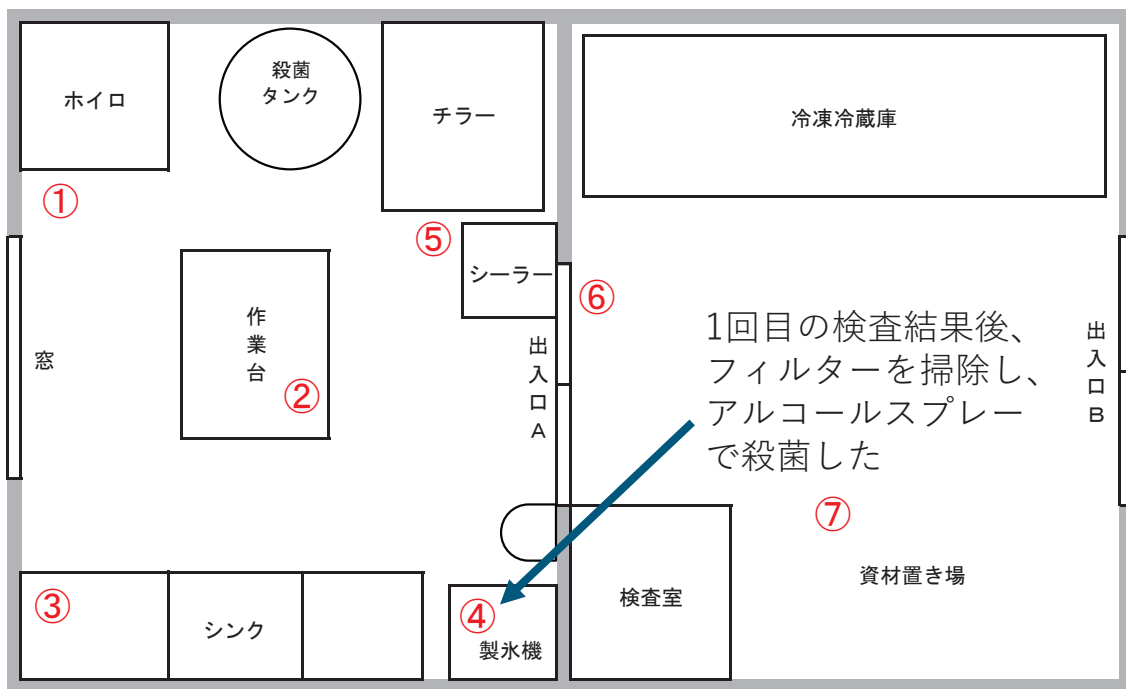 ホイロ
殺菌
タンク
チラー
冷凍冷蔵庫
①
⑤
シーラー
⑥
窓
作
業
台
②
出
入
口
A
1回目の検査結果後、
フィルターを掃除し、
アルコールスプレー
で殺菌した
出
入
口
B
⑦
資材置き場
③
シンク
④
製氷機
検査室